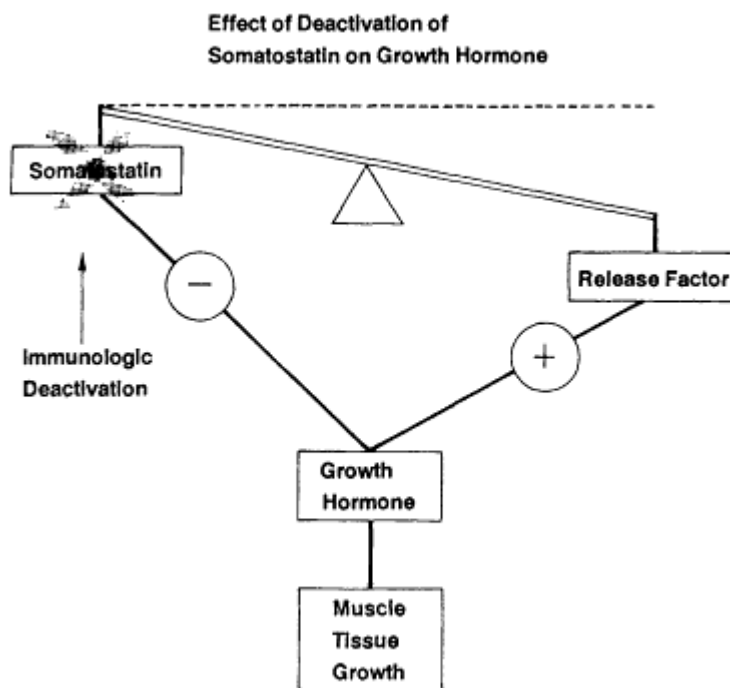 Effect of Deactivation of
Somatostatin on Growth Hormone
Somatostatin
Release Factor
−
+
Immunologic
Deactivation
Growth
Hormone
Muscle
Tissue
Growth